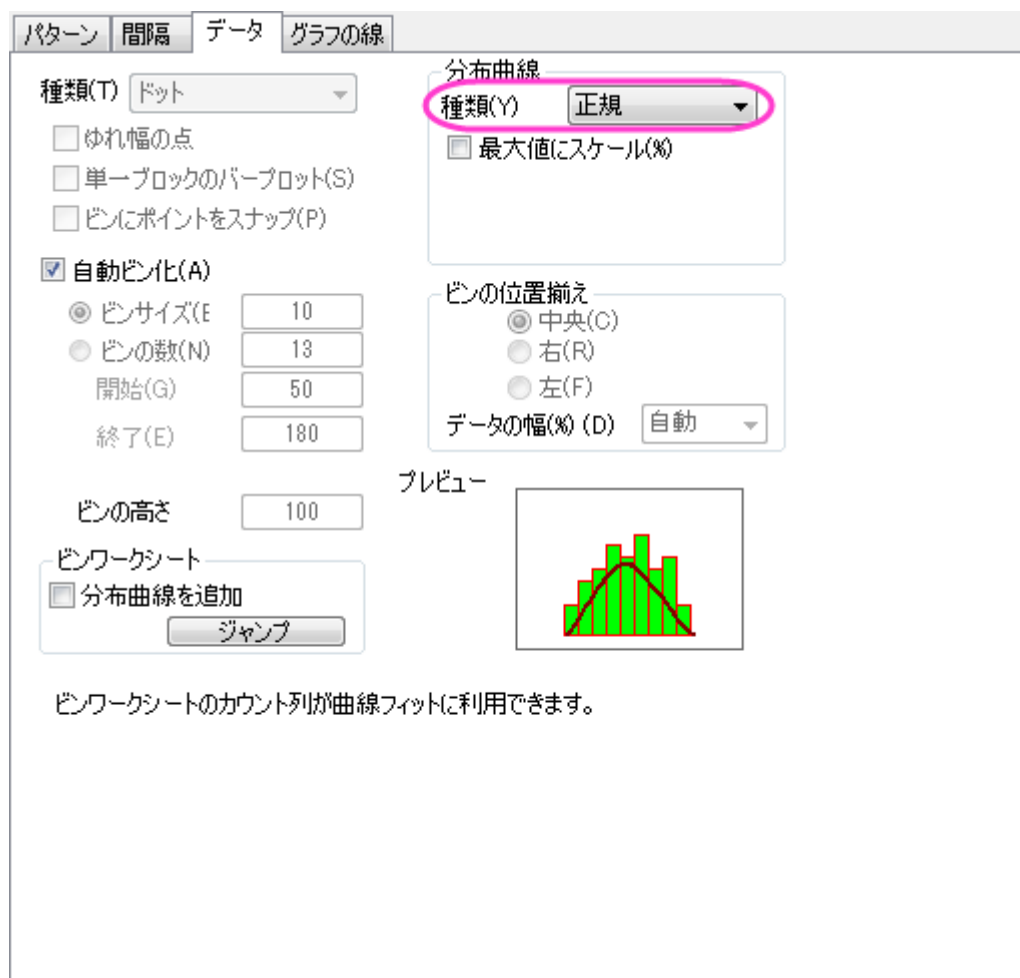 パターン 間隔 データ グラフの線
種類(T) ドット
ゆれ幅の点
単一ブロックのバープロット(S)
ビンにポイントをスナップ(P)
自動ビン化(A)
ビンサイズ(E 10
ビンの数(N) 13
開始(G) 50
終了(E) 180
ビンの高さ 100
ビンワークシート
分布曲線を追加
ジャンプ
分布曲線
種類(Y) 正規
最大値にスケール(%)
ビンの位置揃え
中央(C)
右(R)
左(F)
データの幅(%) (D) 自動
プレビュー
ビンワークシートのカウント列が曲線フィットに利用できます。